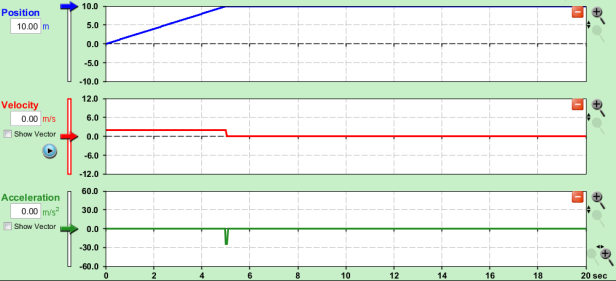 Position
10.00 m
10.0
5.0
0.0
-5.0
-10.0
Velocity
0.00 m/s
Show Vector
12.0
6.0
0.0
-6.0
-12.0
Acceleration
0.00 m/s²
Show Vector
60.0
30.0
0.0
-30.0
-60.0
0 2 4 6 8 10 12 14 16 18 20 sec